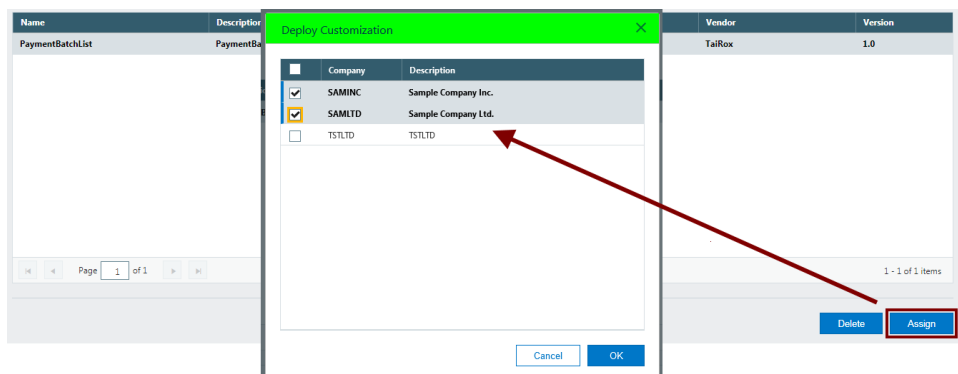 Name Description Vendor Version
PaymentBatchList PaymentBa TaiRox 1.0
Deploy Customization
Company Description
SAMINC Sample Company Inc.
SAMLTD Sample Company Ltd.
TSTLTD TSTLTD
Page 1 of 1
1 - 1 of 1 items
Delete Assign
Cancel OK